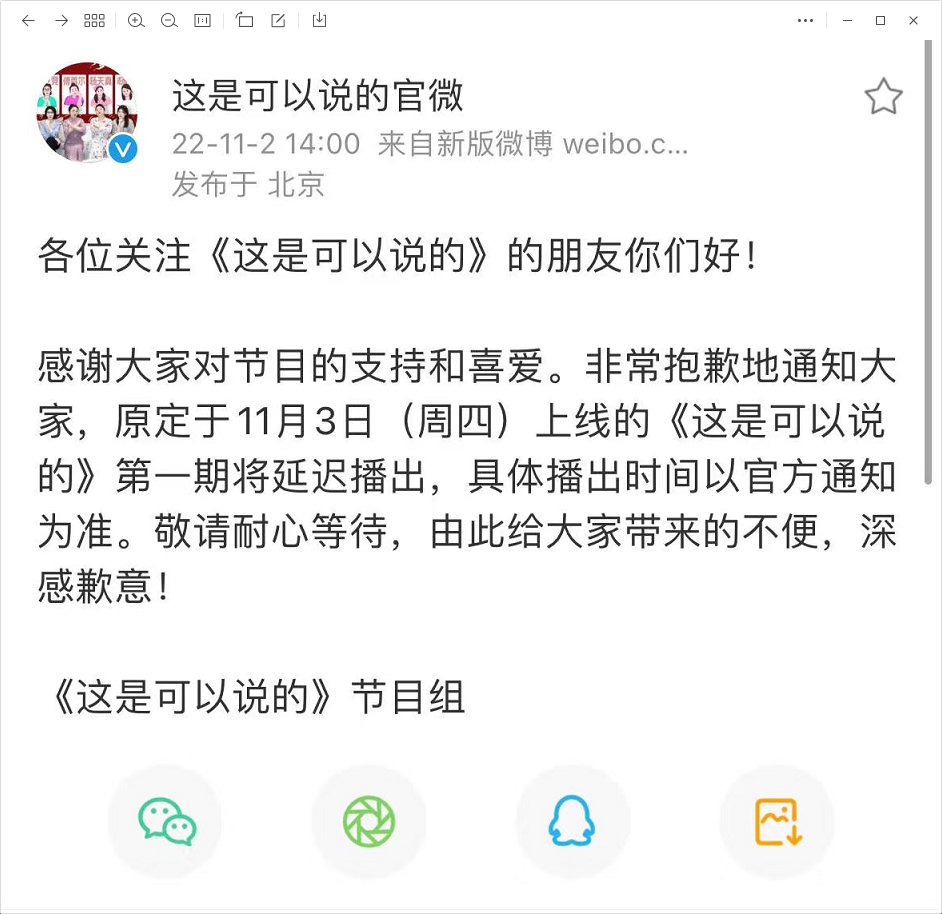 这是可以说的官微
22-11-2 14:00 来自新版微博 weibo.c...
发布于 北京
各位关注《这是可以说的》的朋友你们好！
感谢大家对节目的支持和喜爱。非常抱歉地通知大
家，原定于11月3日（周四）上线的《这是可以说
的》第一期将延迟播出，具体播出时间以官方通知
为准。敬请耐心等待，由此给大家带来的不便，深
感歉意！
《这是可以说的》节目组